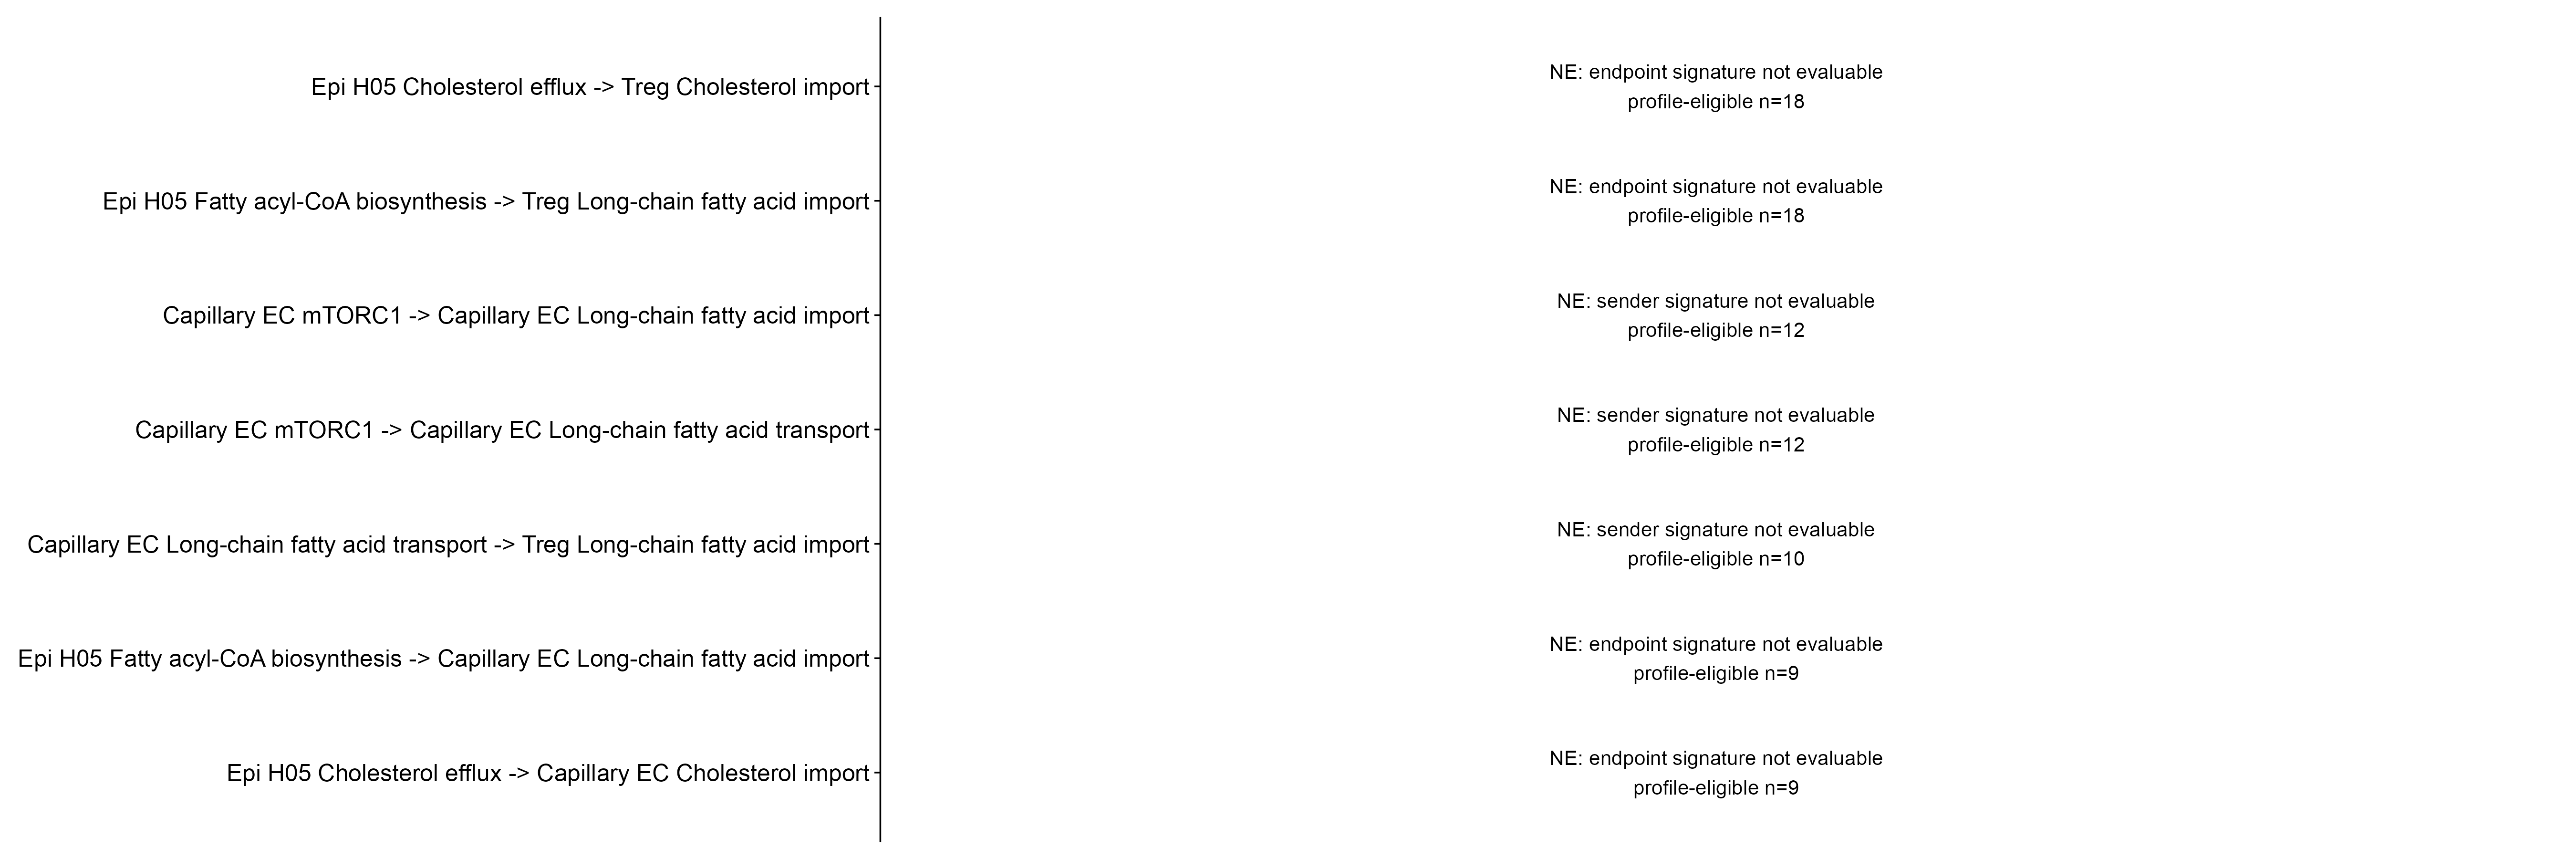 Epi H05 Cholesterol efflux -> Treg Cholesterol import
NE: endpoint signature not evaluable
profile-eligible n=18
Epi H05 Fatty acyl-CoA biosynthesis -> Treg Long-chain fatty acid import
NE: endpoint signature not evaluable
profile-eligible n=18
Capillary EC mTORC1 -> Capillary EC Long-chain fatty acid import
NE: sender signature not evaluable
profile-eligible n=12
Capillary EC mTORC1 -> Capillary EC Long-chain fatty acid transport
NE: sender signature not evaluable
profile-eligible n=12
Capillary EC Long-chain fatty acid transport -> Treg Long-chain fatty acid import
NE: sender signature not evaluable
profile-eligible n=10
Epi H05 Fatty acyl-CoA biosynthesis -> Capillary EC Long-chain fatty acid import
NE: endpoint signature not evaluable
profile-eligible n=9
Epi H05 Cholesterol efflux -> Capillary EC Cholesterol import
NE: endpoint signature not evaluable
profile-eligible n=9